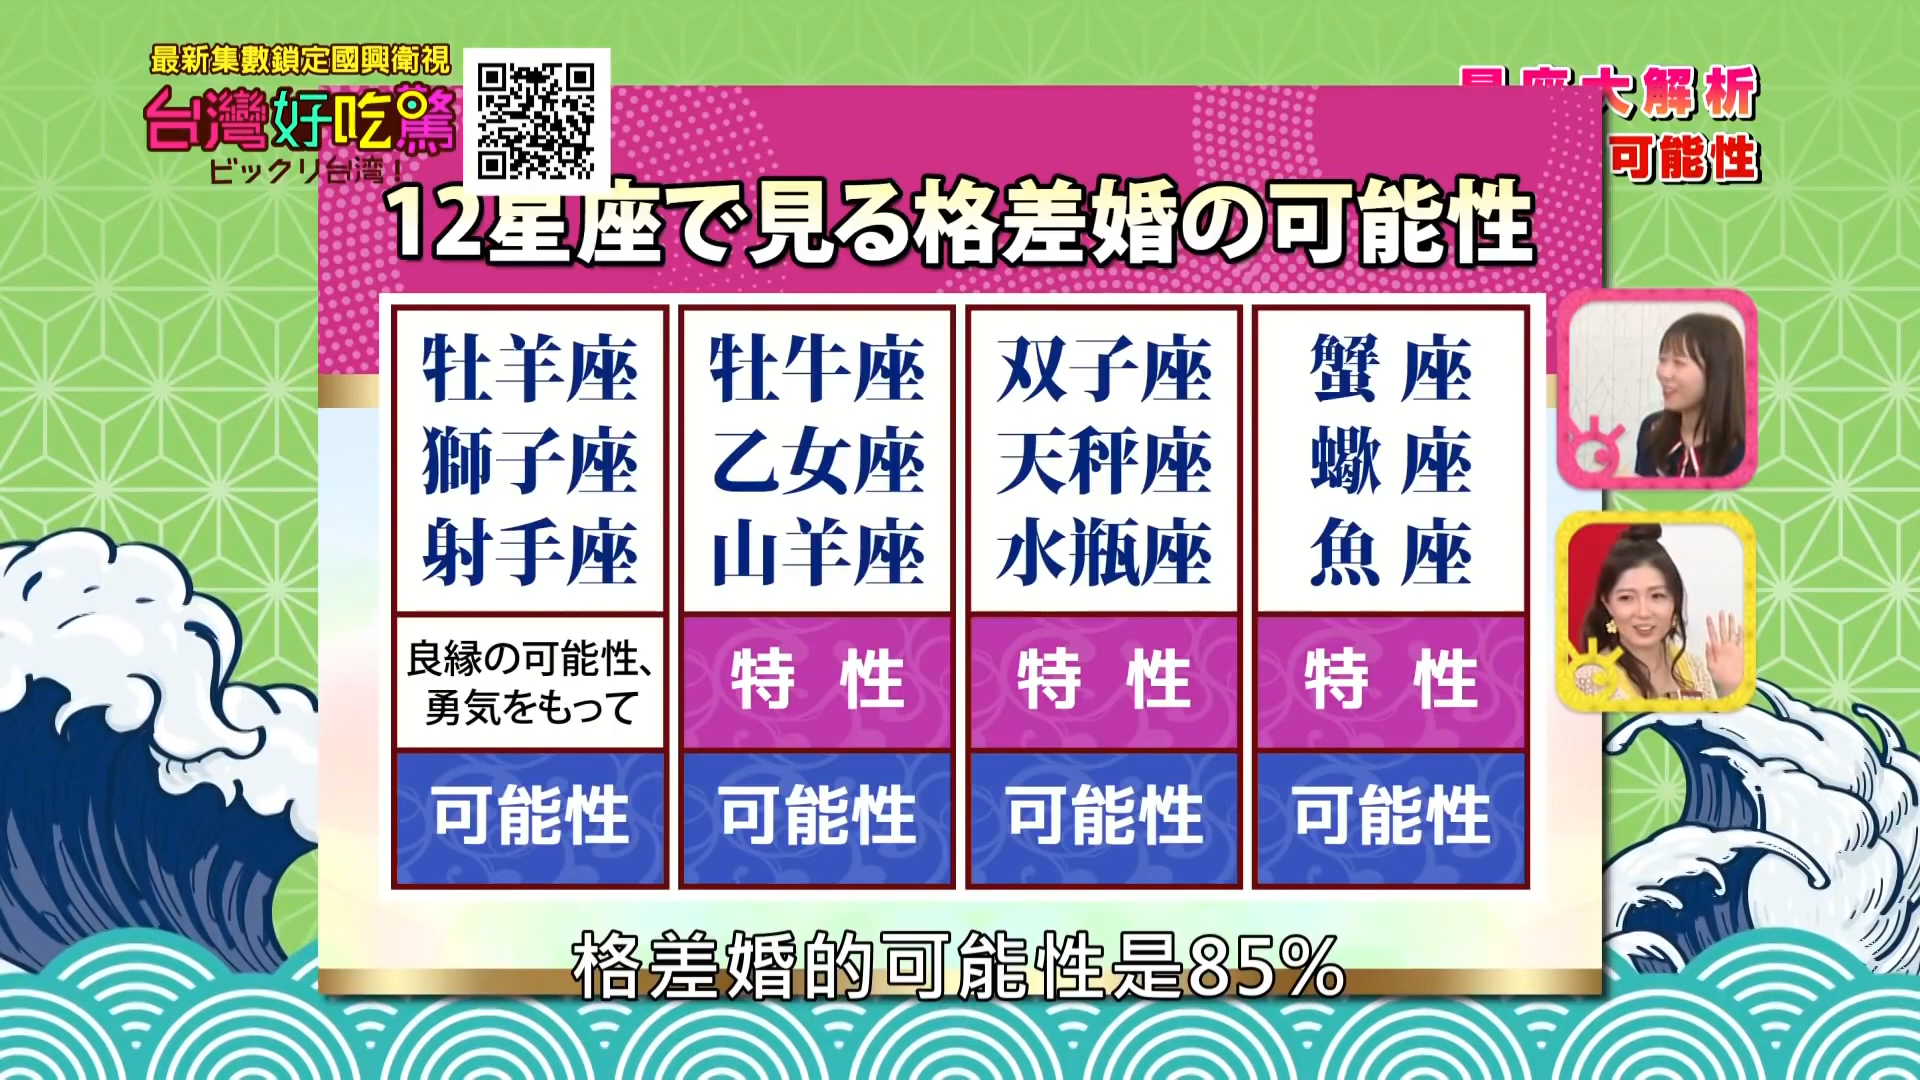 最新集數鎖定國興衛視
台灣好吃驚
ビックリ台湾!
星座大解析
可能性
12星座で見る格差婚の可能性
牡羊座
獅子座
射手座
牡牛座
乙女座
山羊座
双子座
天秤座
水瓶座
蟹座
蠍座
魚座
良縁の可能性、
勇気をもって
特性
特性
特性
可能性
可能性
可能性
可能性
格差婚的可能性是85%